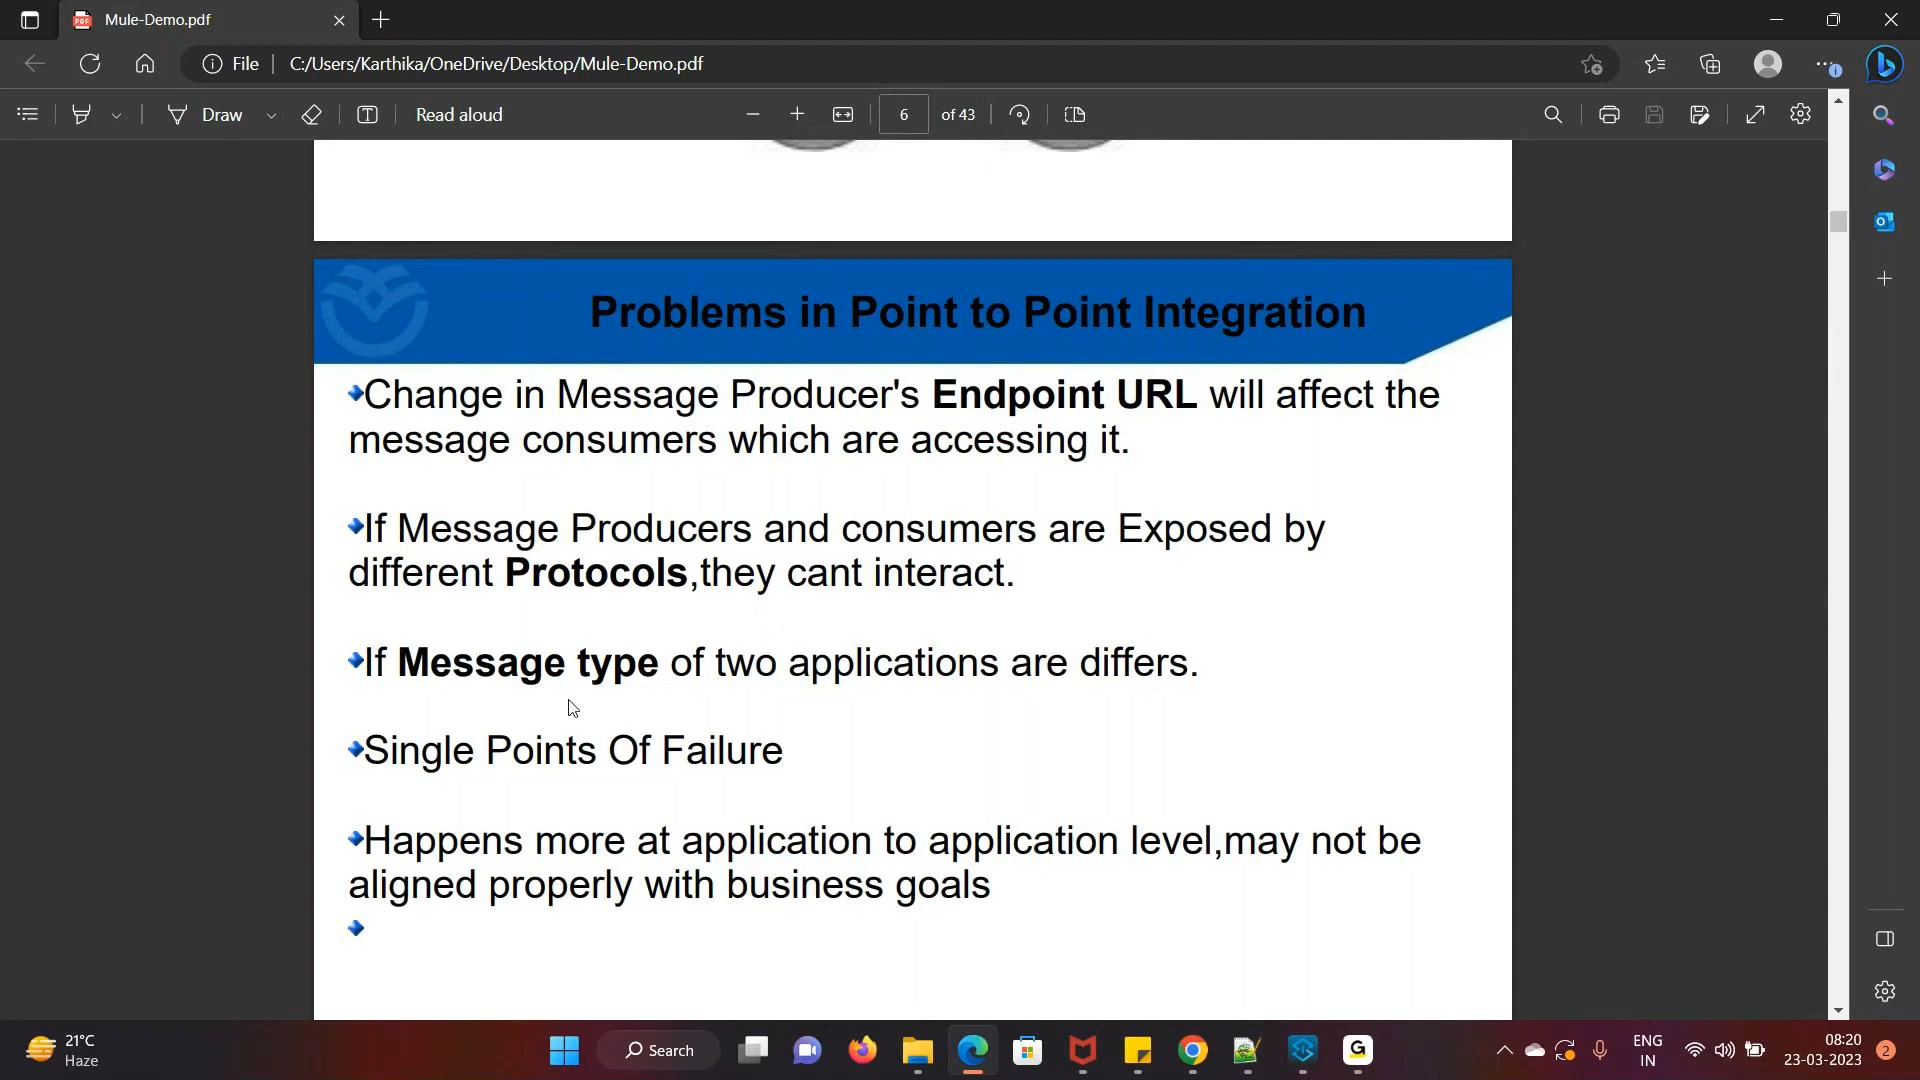 Mule-Demo.pdf
File
C:/Users/Karthika/OneDrive/Desktop/Mule-Demo.pdf
Draw
Read aloud
6 of 43
Problems in Point to Point Integration
Change in Message Producer's Endpoint URL will affect the
message consumers which are accessing it.
If Message Producers and consumers are Exposed by
different Protocols,they cant interact.
If Message type of two applications are differs.
Single Points Of Failure
Happens more at application to application level,may not be
aligned properly with business goals
21°C
Haze
Search
ENG
IN
08:20
23-03-2023
2